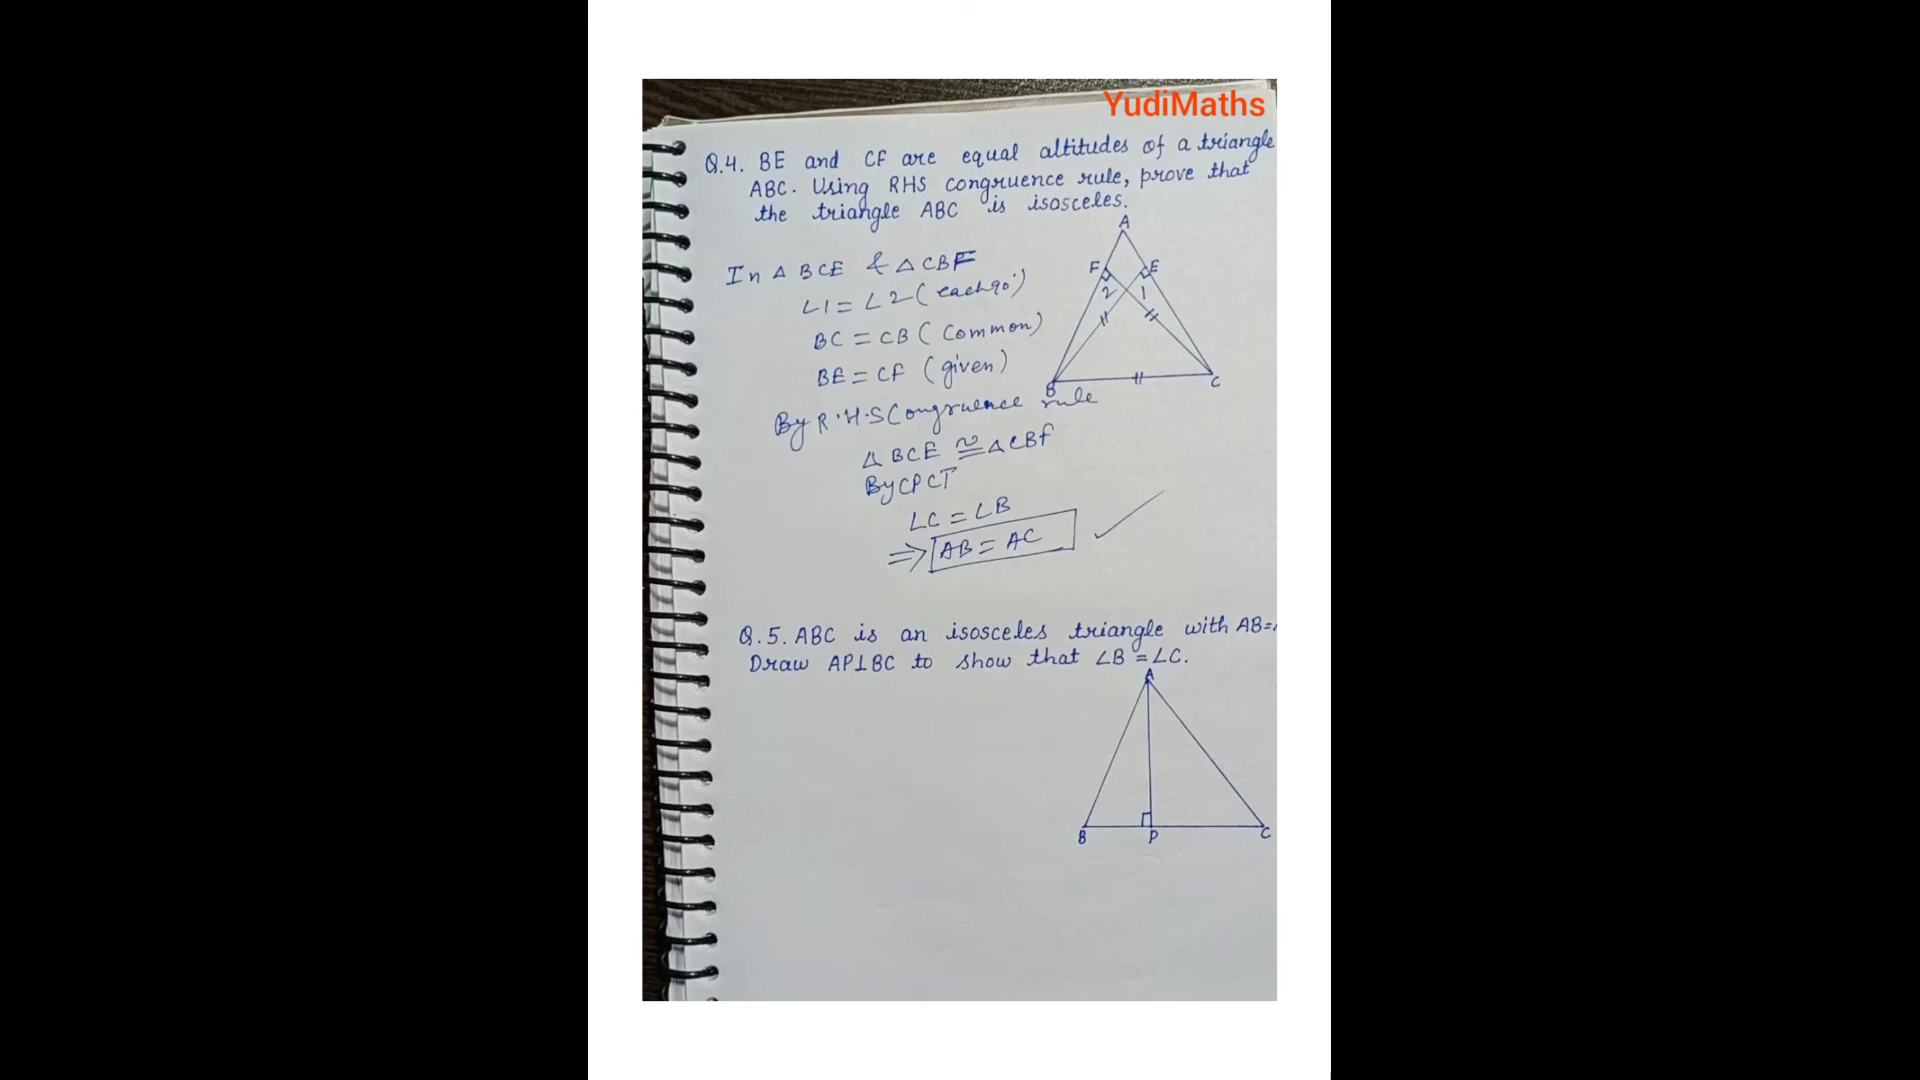 YudiMaths
Q.4. BE and CF are equal altitudes of a triangle
ABC. Using RHS congruence rule, prove that
the triangle ABC is isosceles.
A
In △ BCE & △ CBF
F E
∠1 = ∠2 (each 90°)
2 1
BC = CB (Common)
BE = CF (given)
B C
By R.H.S Congruence rule
△ BCE ≅ △ CBF
By CPCT
∠C = ∠B
⇒ AB = AC
Q.5. ABC is an isosceles triangle with AB=
Draw AP⊥BC to show that ∠B = ∠C.
A
B P C